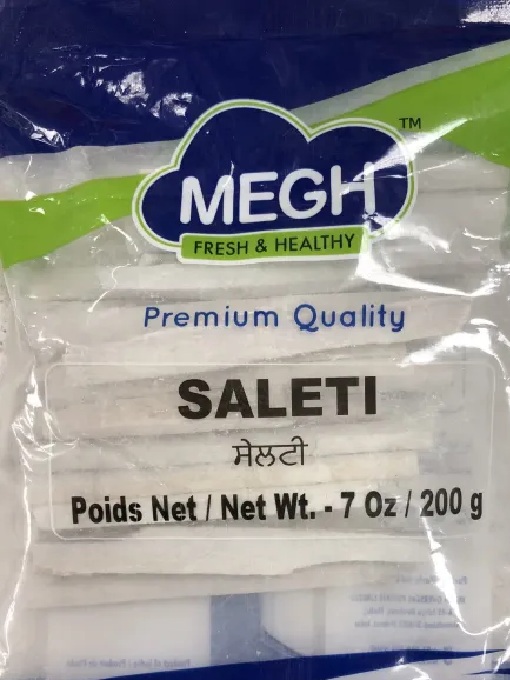 MEGH
TM
FRESH & HEALTHY
Premium Quality
SALETI
ਸੇਲਟੀ
Poids Net / Net Wt. - 7 Oz / 200 g